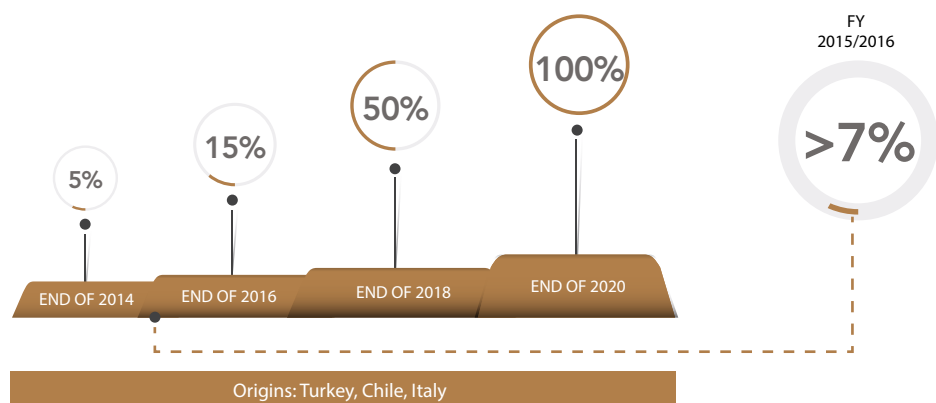 FY
2015/2016
100%
50%
15%
5%
>7%
END OF 2014
END OF 2016
END OF 2018
END OF 2020
Origins: Turkey, Chile, Italy